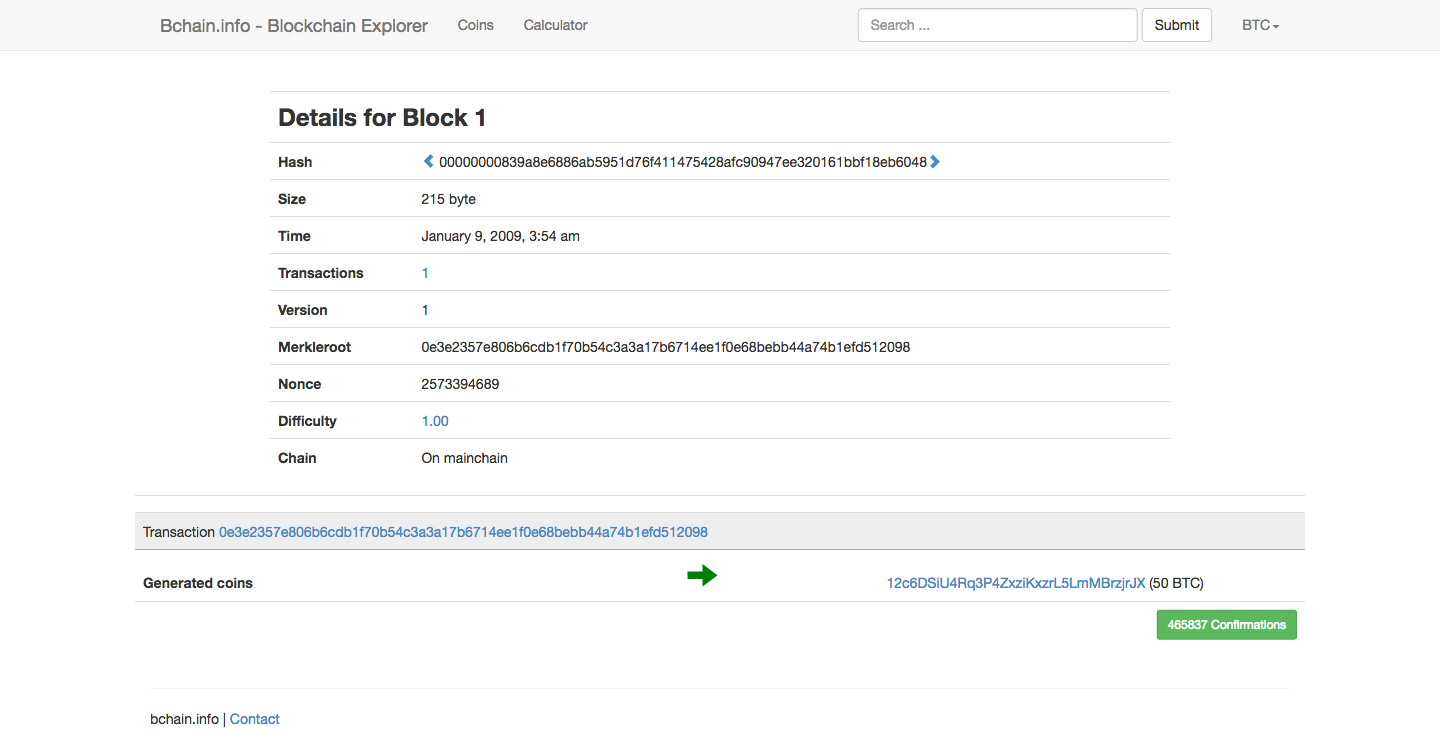 Bchain.info - Blockchain Explorer Coins Calculator Search ... Submit BTC
Details for Block 1
Hash 00000000839a8e6886ab5951d76f411475428afc90947ee320161bbf18eb6048
Size 215 byte
Time January 9, 2009, 3:54 am
Transactions 1
Version 1
Merkleroot 0e3e2357e806b6cdb1f70b54c3a3a17b6714ee1f0e68bebb44a74b1efd512098
Nonce 2573394689
Difficulty 1.00
Chain On mainchain
Transaction 0e3e2357e806b6cdb1f70b54c3a3a17b6714ee1f0e68bebb44a74b1efd512098
Generated coins 12c6DSiU4Rq3P4ZxziKxzrL5LmMBrzjrJX (50 BTC)
465837 Confirmations
bchain.info | Contact